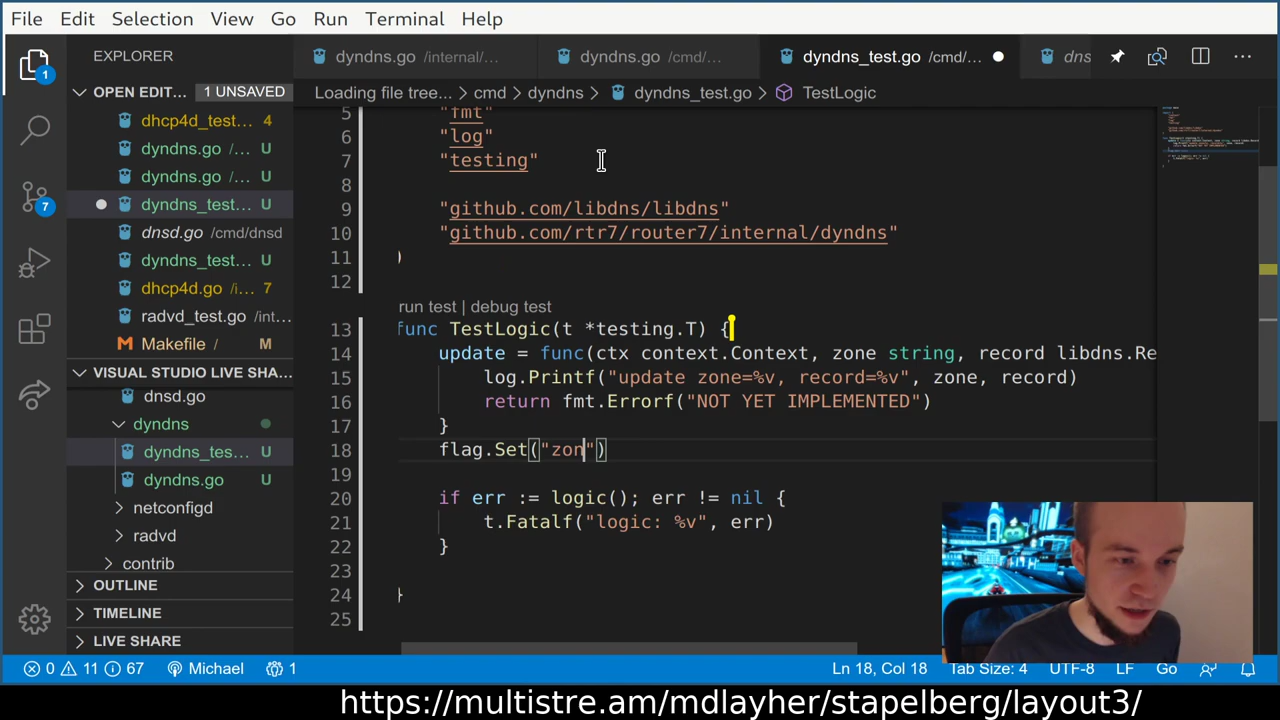 File Edit Selection View Go Run Terminal Help
EXPLORER
dyndns.go /internal/...
dyndns.go /cmd/...
dyndns_test.go /cmd/...
dns
OPEN EDIT... 1 UNSAVED
Loading file tree... > cmd > dyndns > dyndns_test.go > TestLogic
dhcp4d_test... 4
dyndns.go /... U
dyndns.go /... U
dyndns_test... U
dnsd.go /cmd/dnsd
dyndns_test... U
dhcp4d.go /i... 7
radvd_test.go /int...
Makefile / M
VISUAL STUDIO LIVE SHA...
dnsd.go
dyndns
dyndns_tes... U
dyndns.go U
netconfigd
radvd
contrib
OUTLINE
TIMELINE
LIVE SHARE
1
7
5 "fmt"
6 "log"
7 "testing"
8
9 "github.com/libdns/libdns"
10 "github.com/rtr7/router7/internal/dyndns"
11 )
12
run test | debug test
13 func TestLogic(t *testing.T) {
14 update = func(ctx context.Context, zone string, record libdns.Re
15 log.Printf("update zone=%v, record=%v", zone, record)
16 return fmt.Errorf("NOT YET IMPLEMENTED")
17 }
18 flag.Set("zon")
19
20 if err := logic(); err != nil {
21 t.Fatalf("logic: %v", err)
22 }
23
24 }
25
0 11 67 Michael 1 Ln 18, Col 18 Tab Size: 4 UTF-8 LF Go
https://multistre.am/mdlayher/stapelberg/layout3/